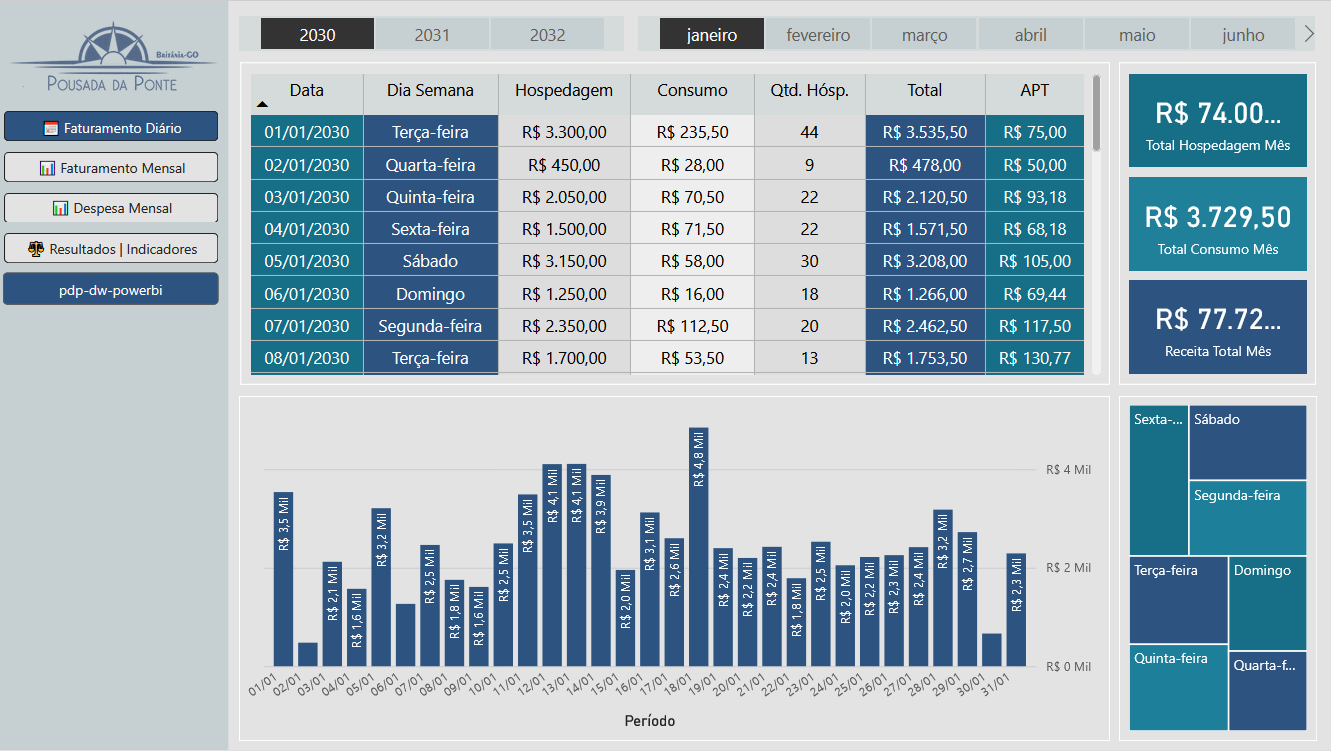 Britânia-GO
POUSADA DA PONTE
Faturamento Diário
Faturamento Mensal
Despesa Mensal
Resultados | Indicadores
pdp-dw-powerbi
2030 2031 2032
janeiro fevereiro março abril maio junho
Data Dia Semana Hospedagem Consumo Qtd. Hósp. Total APT
01/01/2030 Terça-feira R$ 3.300,00 R$ 235,50 44 R$ 3.535,50 R$ 75,00
02/01/2030 Quarta-feira R$ 450,00 R$ 28,00 9 R$ 478,00 R$ 50,00
03/01/2030 Quinta-feira R$ 2.050,00 R$ 70,50 22 R$ 2.120,50 R$ 93,18
04/01/2030 Sexta-feira R$ 1.500,00 R$ 71,50 22 R$ 1.571,50 R$ 68,18
05/01/2030 Sábado R$ 3.150,00 R$ 58,00 30 R$ 3.208,00 R$ 105,00
06/01/2030 Domingo R$ 1.250,00 R$ 16,00 18 R$ 1.266,00 R$ 69,44
07/01/2030 Segunda-feira R$ 2.350,00 R$ 112,50 20 R$ 2.462,50 R$ 117,50
08/01/2030 Terça-feira R$ 1.700,00 R$ 53,50 13 R$ 1.753,50 R$ 130,77
R$ 74.00...
Total Hospedagem Mês
R$ 3.729,50
Total Consumo Mês
R$ 77.72...
Receita Total Mês
R$ 4 Mil
R$ 2 Mil
R$ 0 Mil
R$ 3,5 Mil
R$ 2,1 Mil
R$ 1,6 Mil
R$ 3,2 Mil
R$ 2,5 Mil
R$ 1,8 Mil
R$ 1,6 Mil
R$ 2,5 Mil
R$ 3,5 Mil
R$ 4,1 Mil
R$ 4,1 Mil
R$ 3,9 Mil
R$ 2,0 Mil
R$ 3,1 Mil
R$ 2,6 Mil
R$ 4,8 Mil
R$ 2,4 Mil
R$ 2,2 Mil
R$ 2,4 Mil
R$ 1,8 Mil
R$ 2,5 Mil
R$ 2,0 Mil
R$ 2,2 Mil
R$ 2,3 Mil
R$ 2,4 Mil
R$ 3,2 Mil
R$ 2,7 Mil
R$ 2,3 Mil
01/01 02/01 03/01 04/01 05/01 06/01 07/01 08/01 09/01 10/01 11/01 12/01 13/01 14/01 15/01 16/01 17/01 18/01 19/01 20/01 21/01 22/01 23/01 24/01 25/01 26/01 27/01 28/01 29/01 30/01 31/01
Período
Sexta-...
Sábado
Segunda-feira
Terça-feira
Domingo
Quinta-feira
Quarta-f...